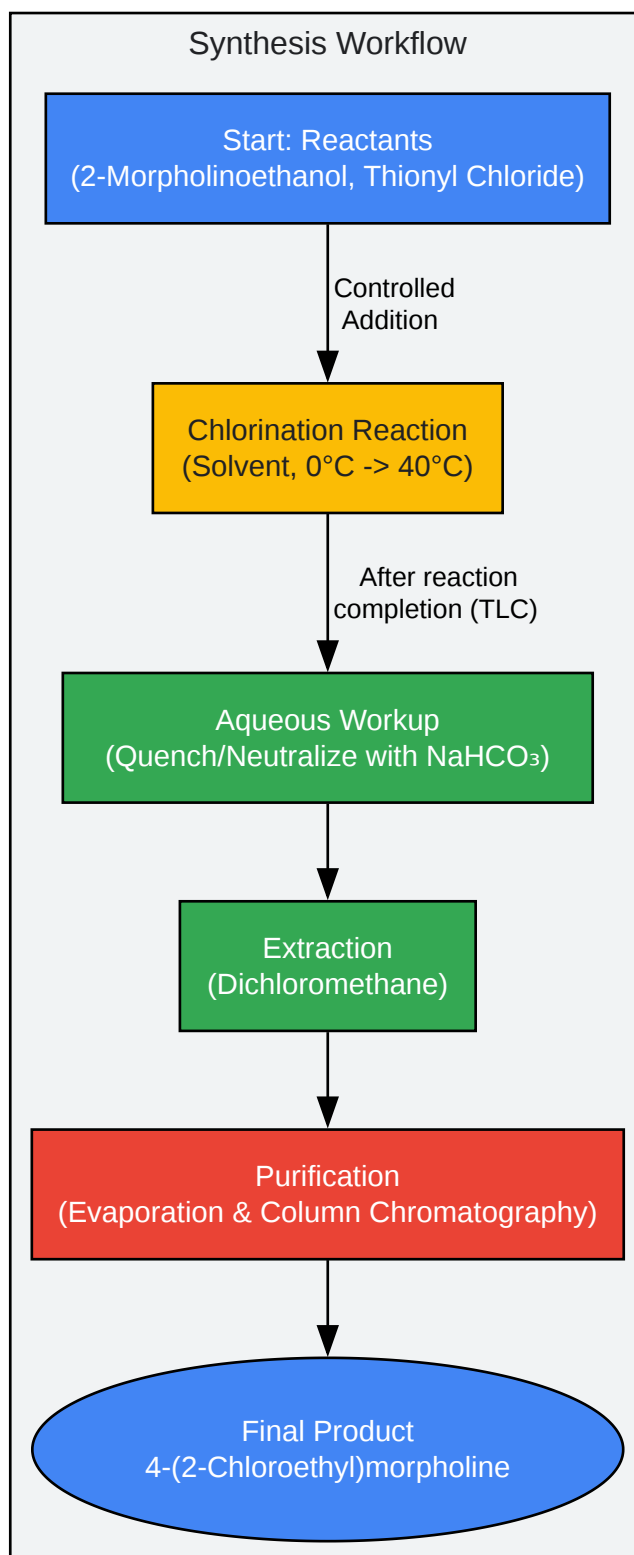 Synthesis Workflow
Start: Reactants
(2-Morpholinoethanol, Thionyl Chloride)
Controlled
Addition
Chlorination Reaction
(Solvent, 0°C -> 40°C)
After reaction
completion (TLC)
Aqueous Workup
(Quench/Neutralize with NaHCO₃)
Extraction
(Dichloromethane)
Purification
(Evaporation & Column Chromatography)
Final Product
4-(2-Chloroethyl)morpholine